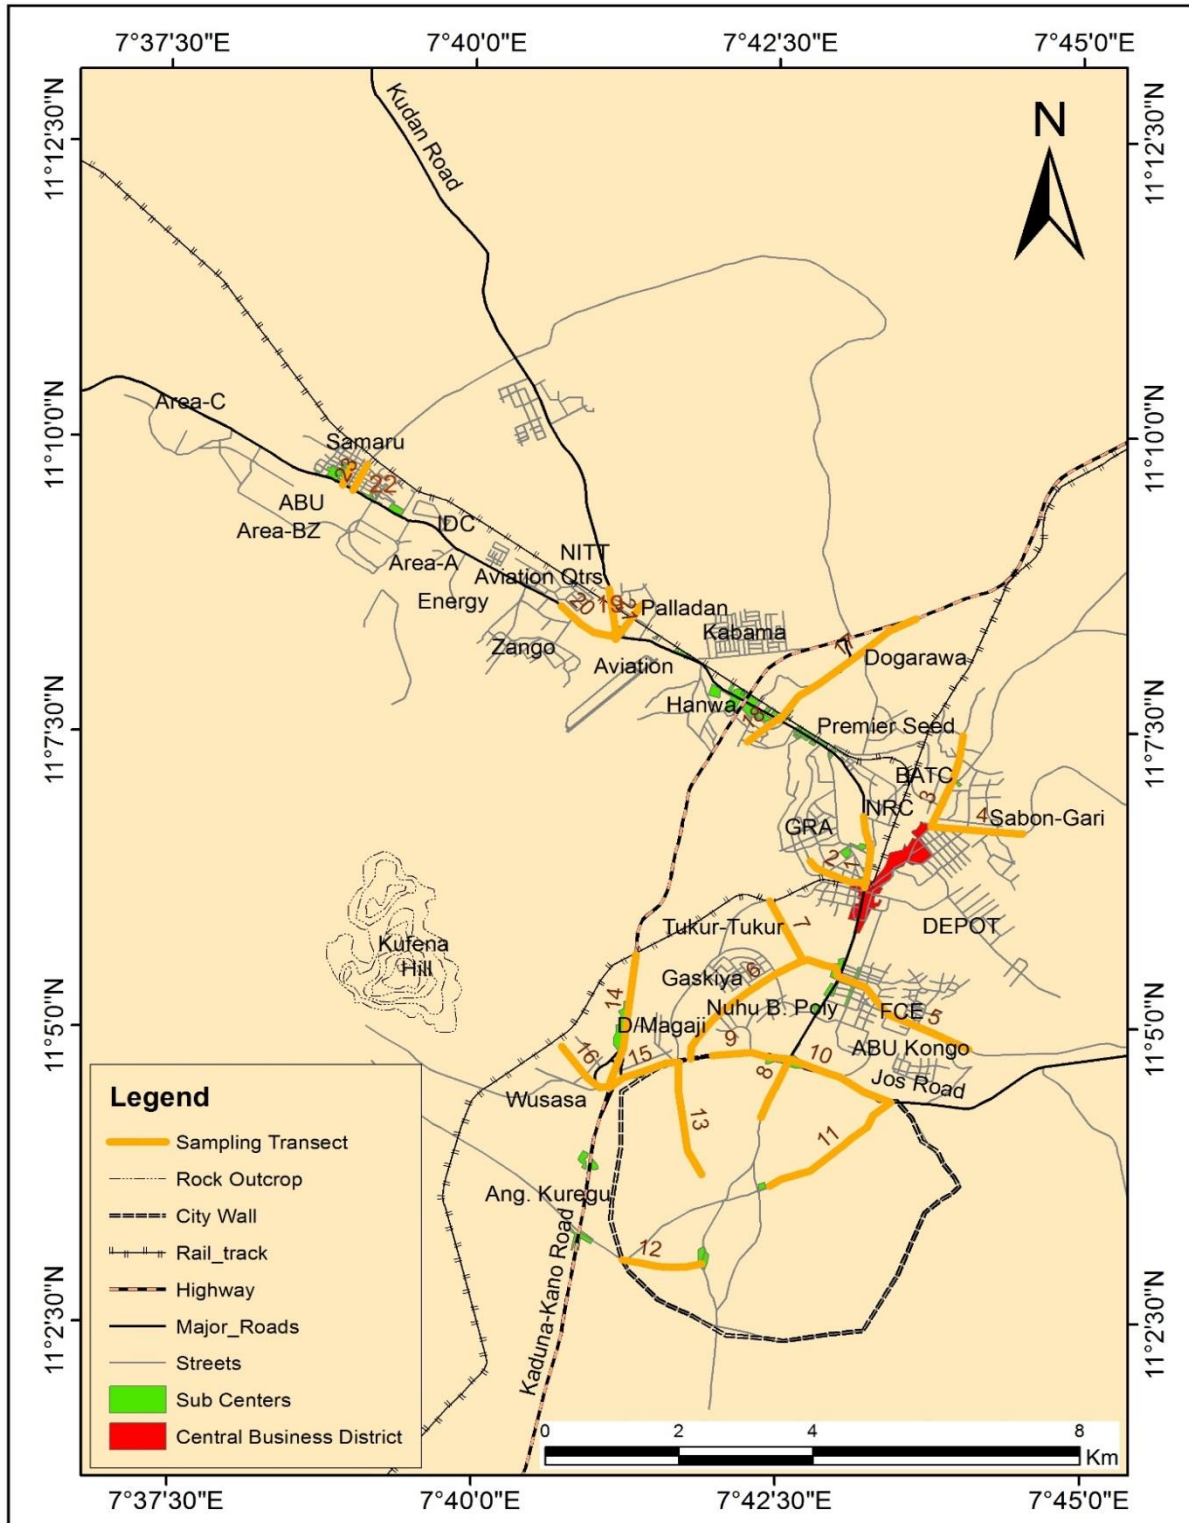 7°37'30"E 7°40'0"E 7°42'30"E 7°45'0"E
11°12'30"N
11°12'30"N
N
Kudan Road
11°10'0"N
11°10'0"N
Area-C
Samaru
23
22
ABU
Area-BZ
IDC
Area-A
NITT
Aviation Qtrs
Energy
20
19
21
Palladan
Kabama
Zango
Aviation
17
Dogarawa
Hanwa
18
Premier Seed
11°7'30"N
11°7'30"N
BATC
3
NRC
4
Sabon-Gari
GRA
2
1
DEPOT
Tukur-Tukur
7
Kufena
Hill
Gaskiya
6
14
Nuhu B. Poly
FCE
5
D/Magaji
11°5'0"N
11°5'0"N
9
10
ABU Kongo
16
15
8
Jos Road
Wusasa
13
11
Ang. Kuregu
12
Kaduna-Kano Road
11°2'30"N
11°2'30"N
Legend
Sampling Transect
Rock Outcrop
City Wall
Rail_track
Highway
Major_Roads
Streets
Sub Centers
Central Business District
0 2 4 8
Km
7°37'30"E 7°40'0"E 7°42'30"E 7°45'0"E